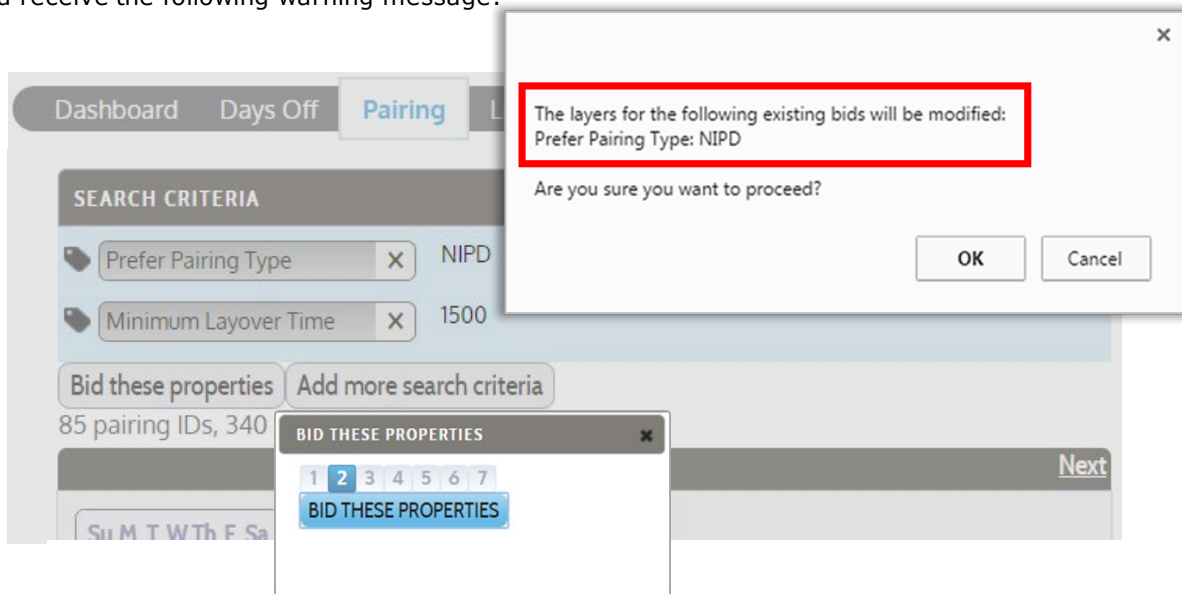 receive the following warning message?
×
The layers for the following existing bids will be modified:
Prefer Pairing Type: NIPD
Are you sure you want to proceed?
OK Cancel
Dashboard Days Off Pairing L
SEARCH CRITERIA
Prefer Pairing Type X NIPD
Minimum Layover Time X 1500
Bid these properties Add more search criteria
85 pairing IDs, 340
BID THESE PROPERTIES ×
1 2 3 4 5 6 7
BID THESE PROPERTIES
Next
Su M T W Th F Sa